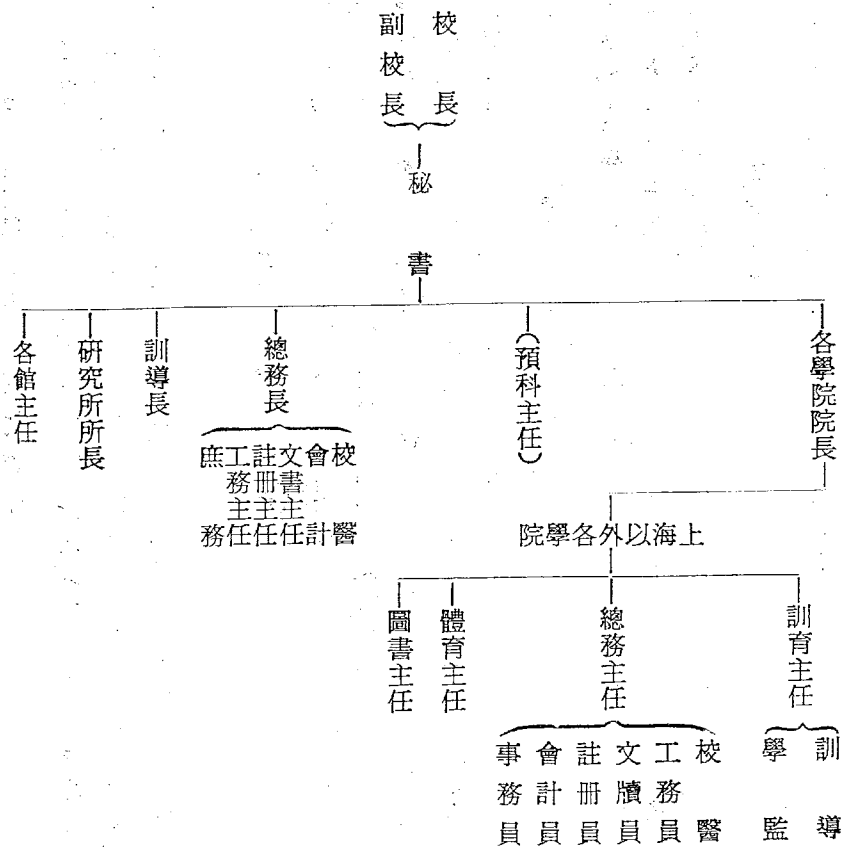 校長
副校長
秘書
各學院院長
(預科主任)
總務長
訓導長
研究所所長
各館主任
校醫
會計
文書主任
註冊主任
工務主任
庶務
院學各外以海上
訓育主任
總務主任
體育主任
圖書主任
訓導
學監
校醫
工務員
文牘員
註冊員
會計員
事務員